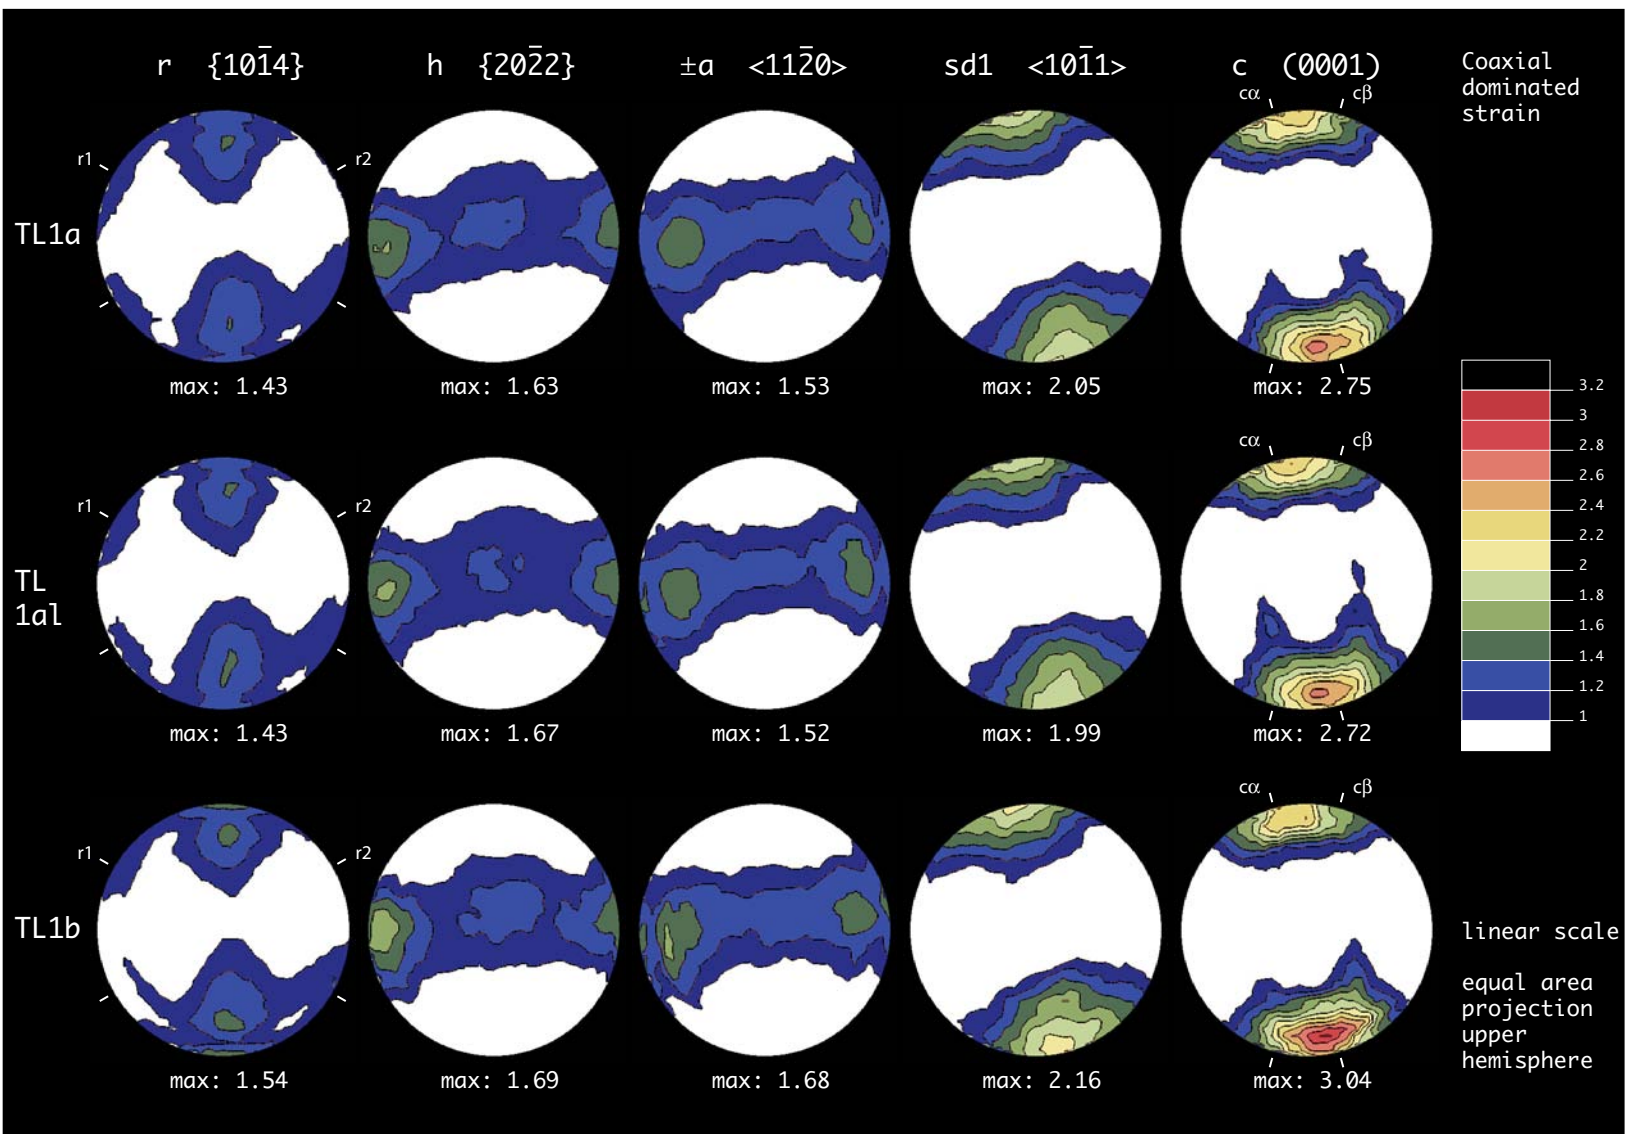 r {101̄4} h {202̄2} ±a <112̄0> sd1 <101̄1> c (0001)
Coaxial
dominated
strain
cα cβ
r1 r2
TL1a
max: 1.43 max: 1.63 max: 1.53 max: 2.05 max: 2.75
cα cβ
r1 r2
TL
1al
max: 1.43 max: 1.67 max: 1.52 max: 1.99 max: 2.72
3.2
3
2.8
2.6
2.4
2.2
2
1.8
1.6
1.4
1.2
1
cα cβ
r1 r2
TL1b
max: 1.54 max: 1.69 max: 1.68 max: 2.16 max: 3.04
linear scale
equal area
projection
upper
hemisphere